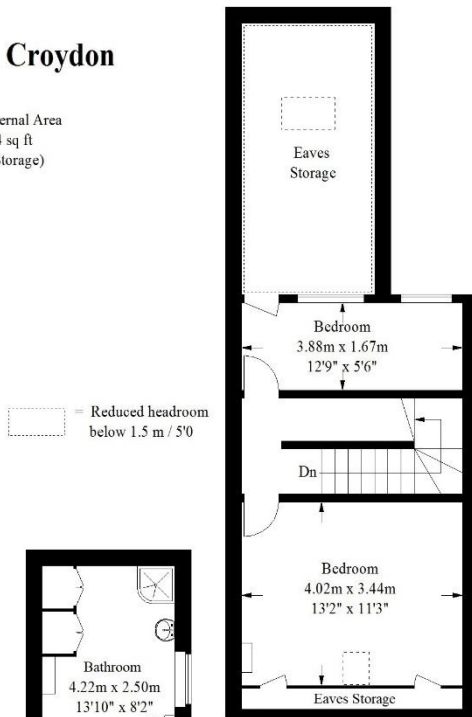 Croydon
ernal Area
sq ft
torage)
Eaves
Storage
Bedroom
3.88m x 1.67m
12'9" x 5'6"
= Reduced headroom
below 1.5 m / 5'0
Dn
Bedroom
4.02m x 3.44m
13'2" x 11'3"
Eaves Storage
Bathroom
4.22m x 2.50m
13'10" x 8'2"